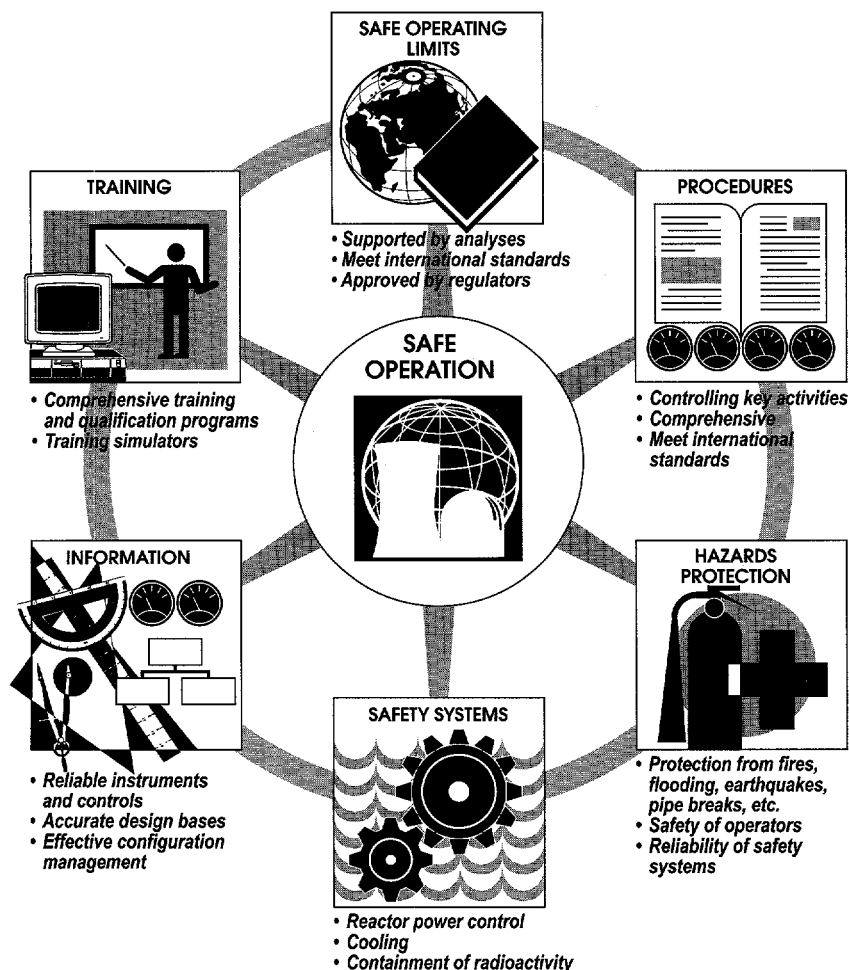 SAFE OPERATING
LIMITS
• Supported by analyses
• Meet international standards
• Approved by regulators
TRAINING
• Comprehensive training
and qualification programs
• Training simulators
PROCEDURES
• Controlling key activities
• Comprehensive
• Meet international
standards
SAFE
OPERATION
INFORMATION
• Reliable instruments
and controls
• Accurate design bases
• Effective configuration
management
HAZARDS
PROTECTION
• Protection from fires,
flooding, earthquakes,
pipe breaks, etc.
• Safety of operators
• Reliability of safety
systems
SAFETY SYSTEMS
• Reactor power control
• Cooling
• Containment of radioactivity